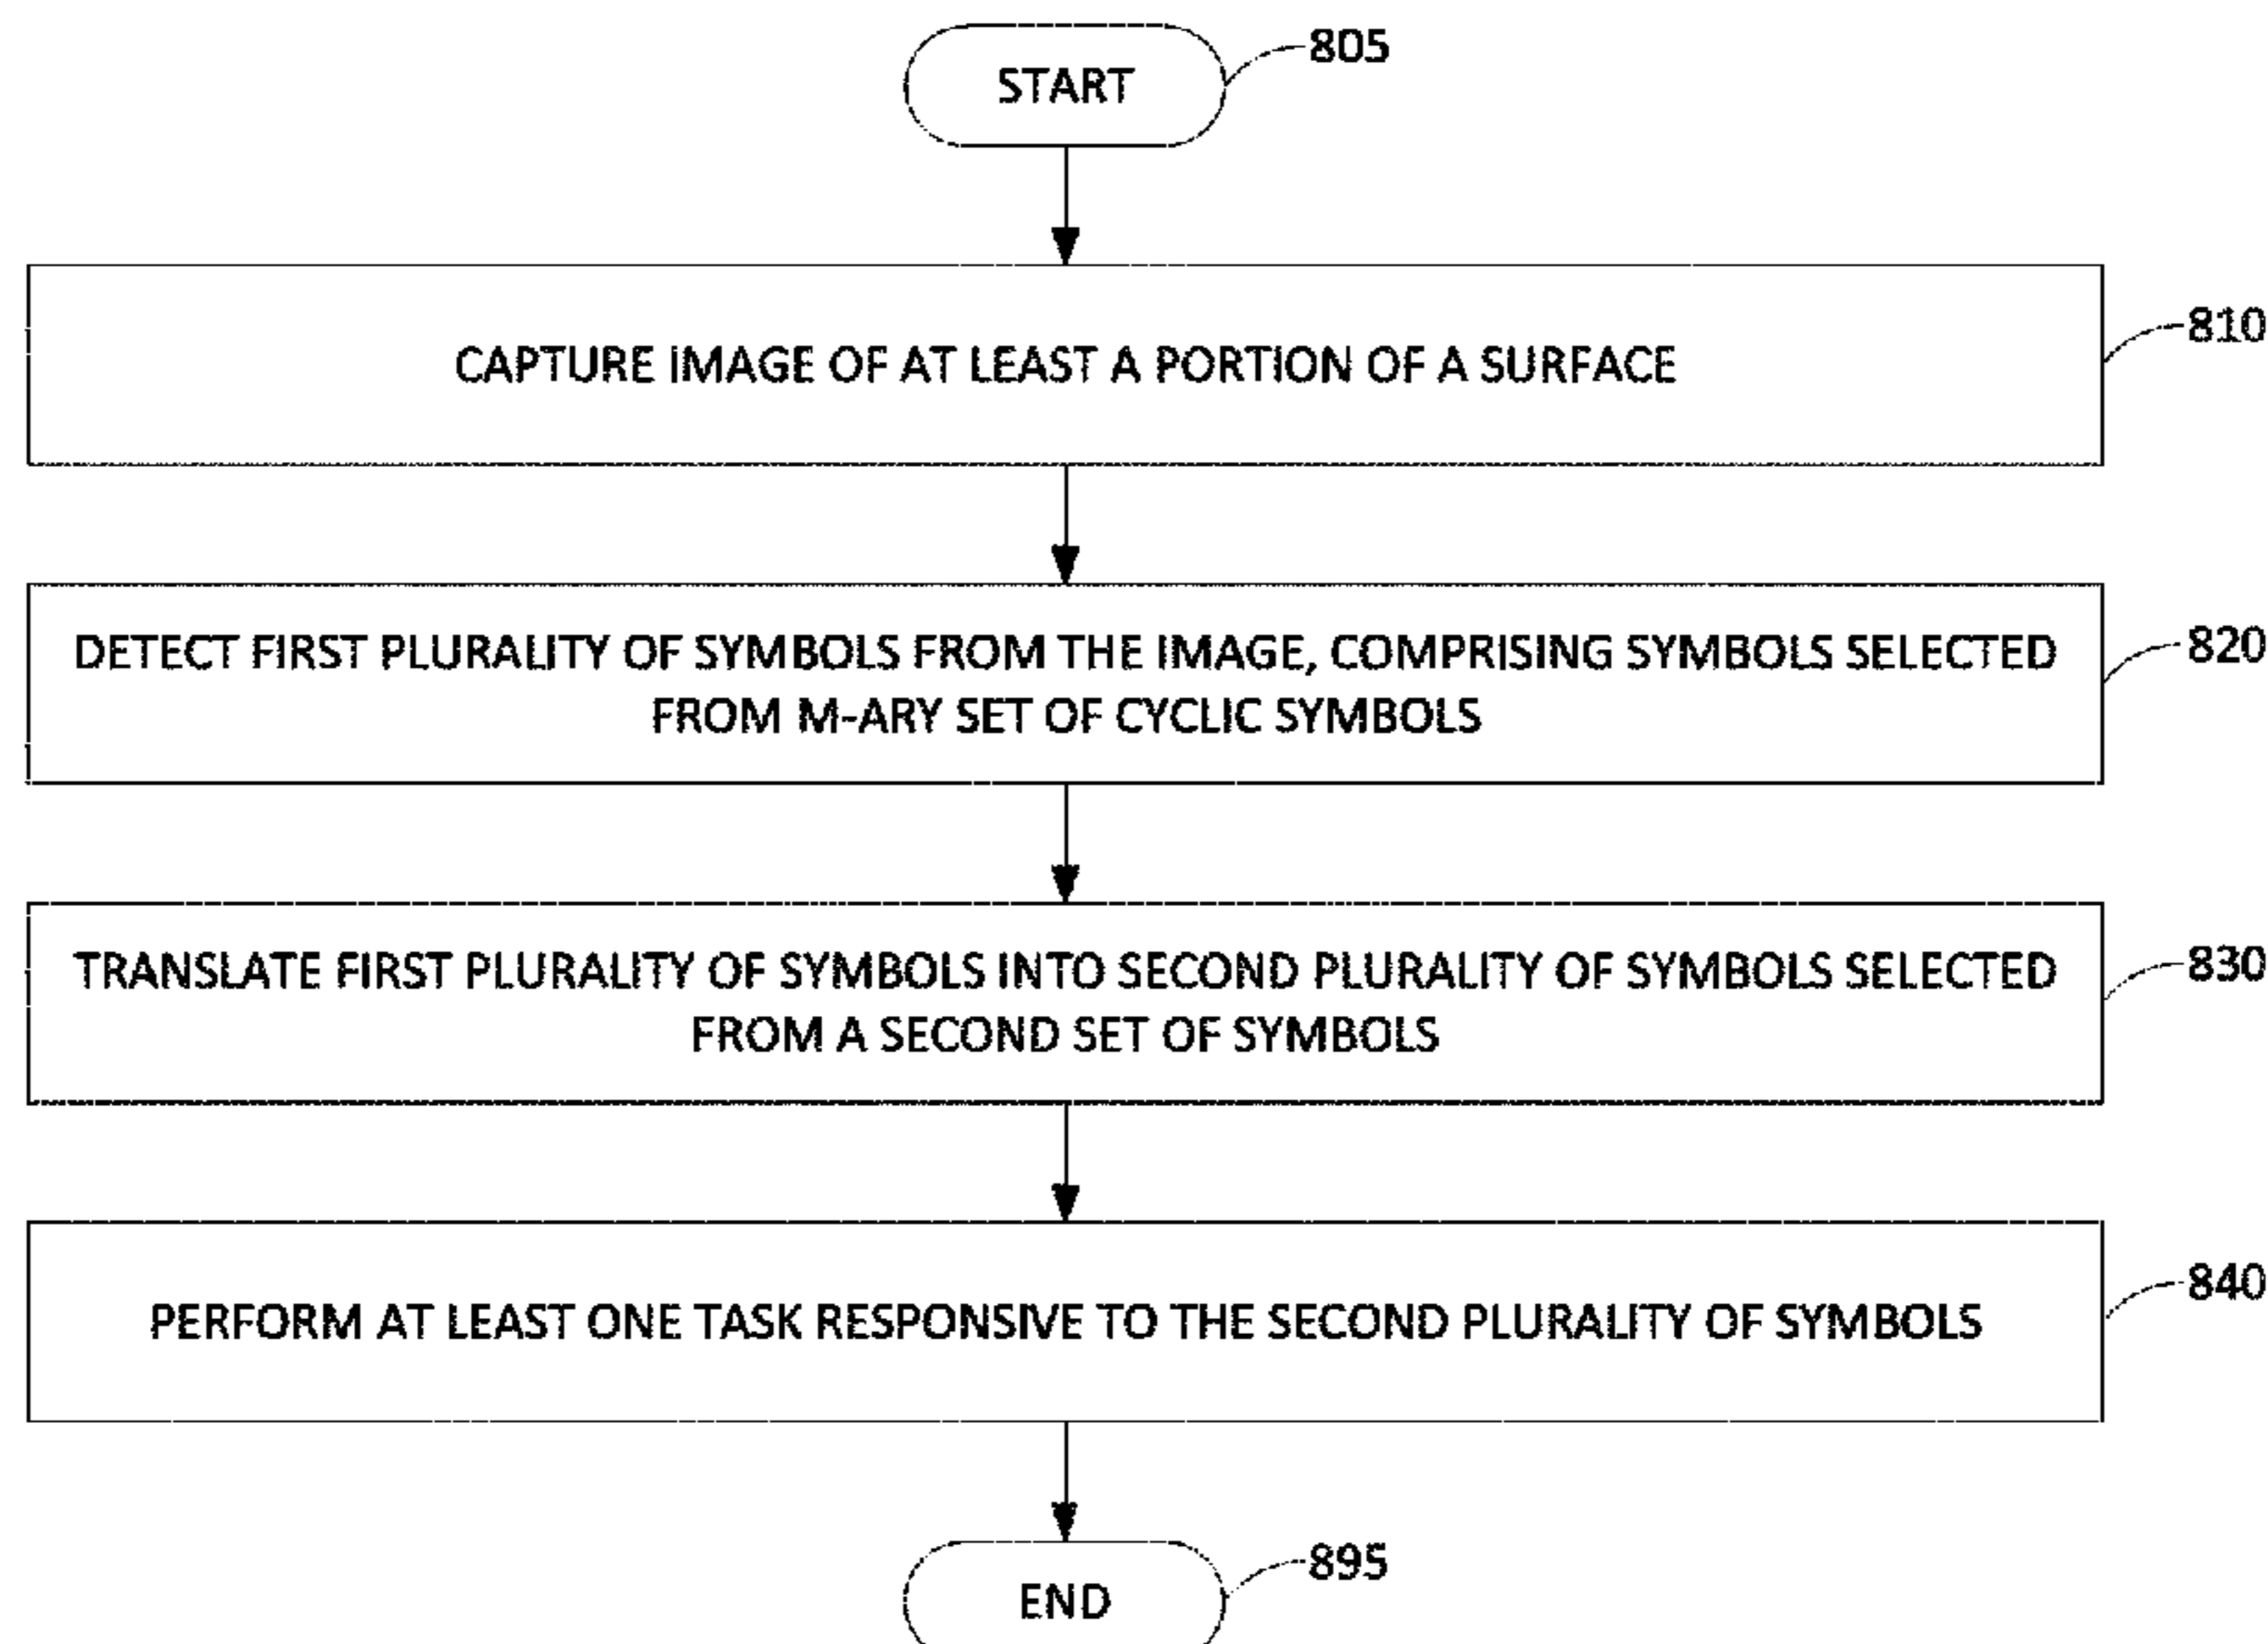 START
805
CAPTURE IMAGE OF AT LEAST A PORTION OF A SURFACE
810
DETECT FIRST PLURALITY OF SYMBOLS FROM THE IMAGE, COMPRISING SYMBOLS SELECTED
FROM M-ARY SET OF CYCLIC SYMBOLS
820
TRANSLATE FIRST PLURALITY OF SYMBOLS INTO SECOND PLURALITY OF SYMBOLS SELECTED
FROM A SECOND SET OF SYMBOLS
830
PERFORM AT LEAST ONE TASK RESPONSIVE TO THE SECOND PLURALITY OF SYMBOLS
840
END
895